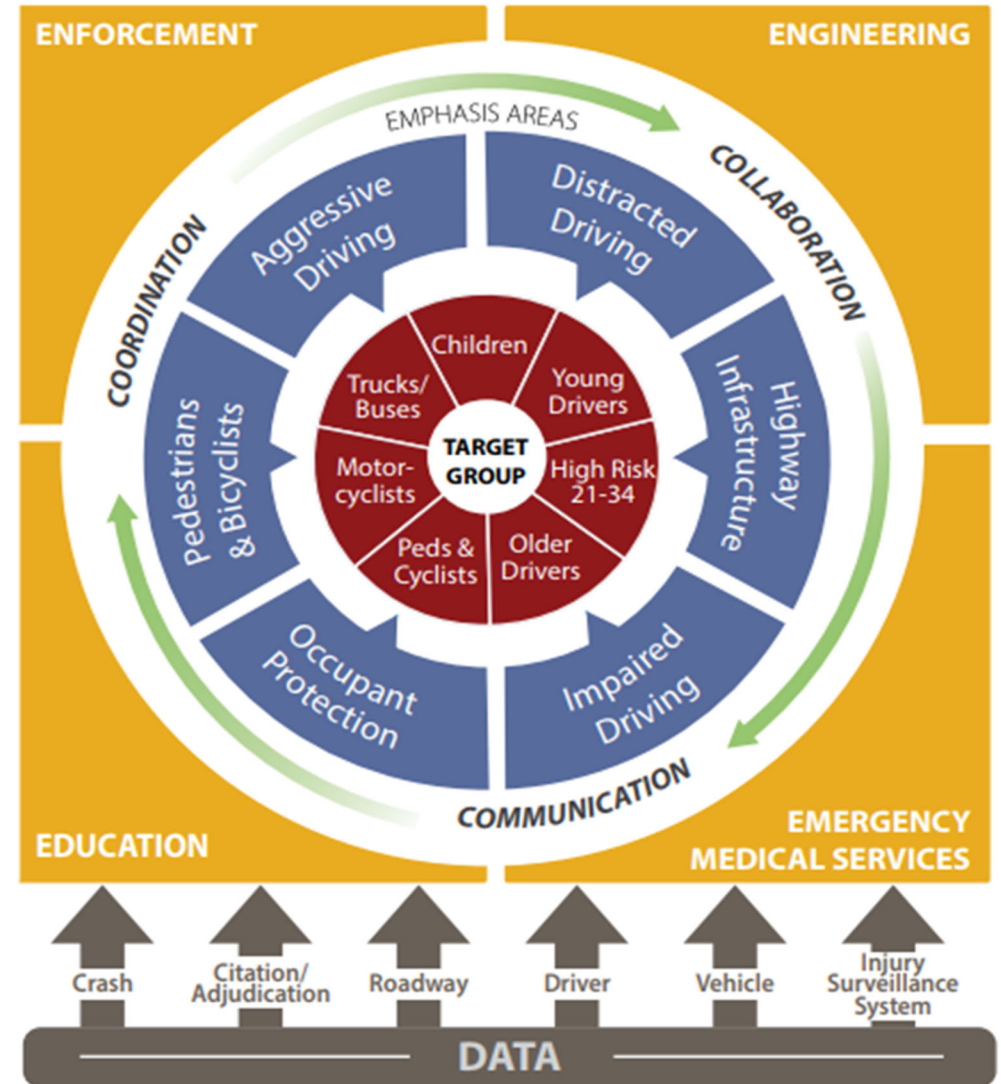 ENFORCEMENT
ENGINEERING
EMPHASIS AREAS
COORDINATION
COLLABORATION
COMMUNICATION
Aggressive
Driving
Distracted
Driving
Highway
Infrastructure
Impaired
Driving
Occupant
Protection
Pedestrians
& Bicyclists
Children
Young
Drivers
High Risk
21-34
Older
Drivers
Peds &
Cyclists
Motor-
cyclists
Trucks/
Buses
TARGET
GROUP
EDUCATION
EMERGENCY
MEDICAL SERVICES
Crash
Citation/
Adjudication
Roadway
Driver
Vehicle
Injury
Surveillance
System
DATA